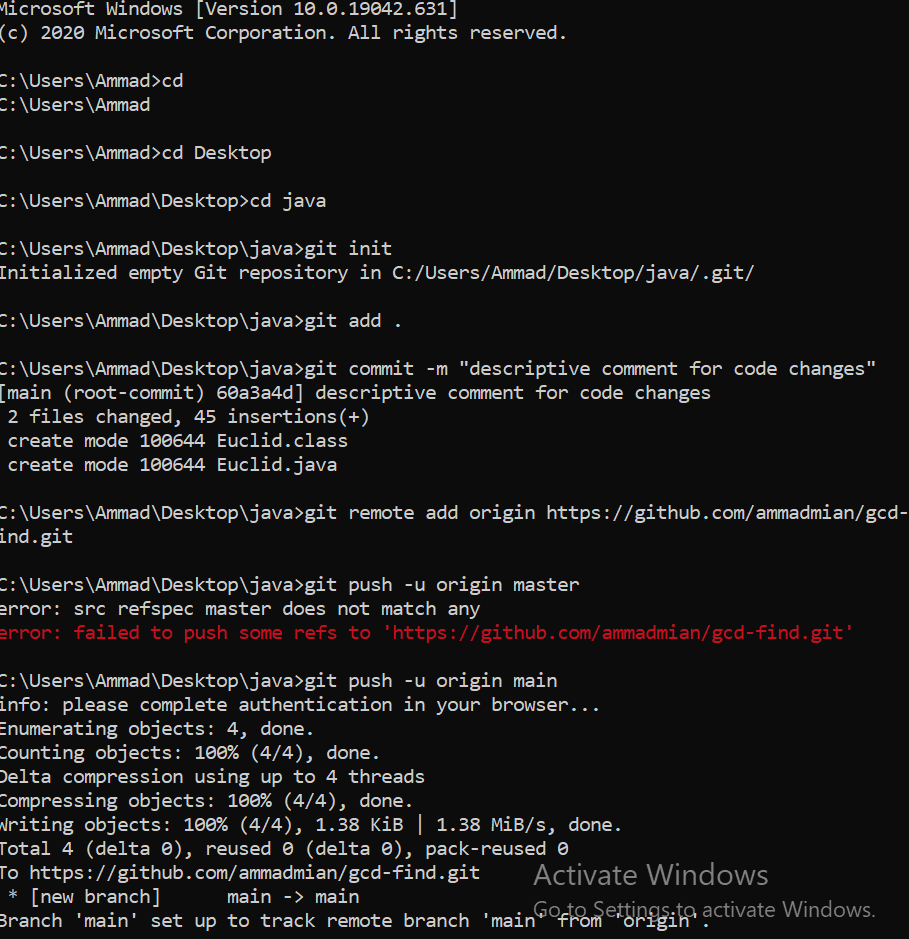 Microsoft Windows [Version 10.0.19042.631]
(c) 2020 Microsoft Corporation. All rights reserved.
C:\Users\Ammad>cd
C:\Users\Ammad
C:\Users\Ammad>cd Desktop
C:\Users\Ammad\Desktop>cd java
C:\Users\Ammad\Desktop\java>git init
Initialized empty Git repository in C:/Users/Ammad/Desktop/java/.git/
C:\Users\Ammad\Desktop\java>git add .
C:\Users\Ammad\Desktop\java>git commit -m "descriptive comment for code changes"
[main (root-commit) 60a3a4d] descriptive comment for code changes
 2 files changed, 45 insertions(+)
 create mode 100644 Euclid.class
 create mode 100644 Euclid.java
C:\Users\Ammad\Desktop\java>git remote add origin https://github.com/ammadmian/gcd-
ind.git
C:\Users\Ammad\Desktop\java>git push -u origin master
error: src refspec master does not match any
error: failed to push some refs to 'https://github.com/ammadmian/gcd-find.git'
C:\Users\Ammad\Desktop\java>git push -u origin main
info: please complete authentication in your browser...
Enumerating objects: 4, done.
Counting objects: 100% (4/4), done.
Delta compression using up to 4 threads
Compressing objects: 100% (4/4), done.
Writing objects: 100% (4/4), 1.38 KiB | 1.38 MiB/s, done.
Total 4 (delta 0), reused 0 (delta 0), pack-reused 0
To https://github.com/ammadmian/gcd-find.git
 * [new branch]      main -> main
Branch 'main' set up to track remote branch 'main' from 'origin'.
Activate Windows
Go to Settings to activate Windows.